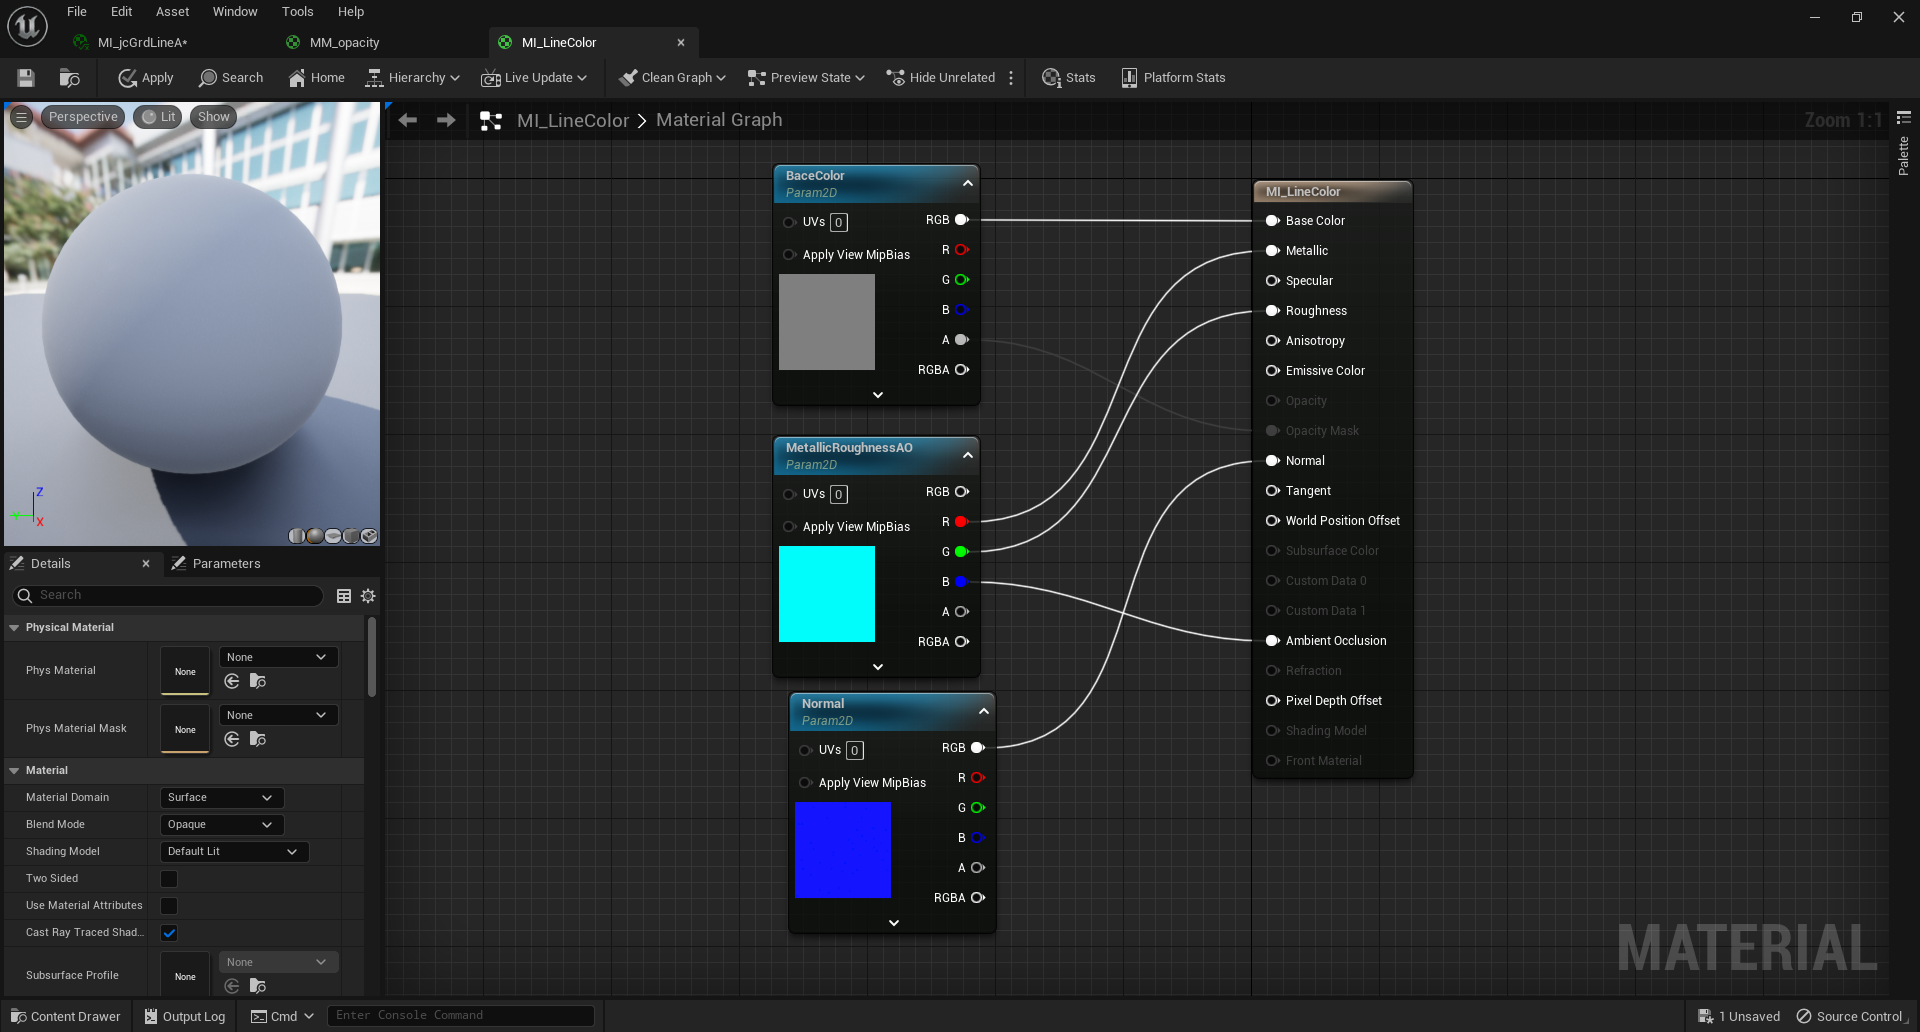 File Edit Asset Window Tools Help
MI_jcGrdLineA* MM_opacity MI_LineColor
Apply Search Home Hierarchy Live Update Clean Graph Preview State Hide Unrelated Stats Platform Stats
Perspective Lit Show
MI_LineColor > Material Graph Zoom 1:1
Palette
Z
Y
X
BaceColor
Param2D
UVs 0 RGB
R
Apply View MipBias
G
B
A
RGBA
MetallicRoughnessAO
Param2D
UVs 0 RGB
R
Apply View MipBias
G
B
A
RGBA
Normal
Param2D
UVs 0 RGB
R
Apply View MipBias
G
B
A
RGBA
MI_LineColor
Base Color
Metallic
Specular
Roughness
Anisotropy
Emissive Color
Opacity
Opacity Mask
Normal
Tangent
World Position Offset
Subsurface Color
Custom Data 0
Custom Data 1
Ambient Occlusion
Refraction
Pixel Depth Offset
Shading Model
Front Material
MATERIAL
Details Parameters
Search
Physical Material
Phys Material None None
Phys Material Mask None None
Material
Material Domain Surface
Blend Mode Opaque
Shading Model Default Lit
Two Sided
Use Material Attributes
Cast Ray Traced Shad...
Subsurface Profile None None
Content Drawer Output Log Cmd Enter Console Command 1 Unsaved Source Control